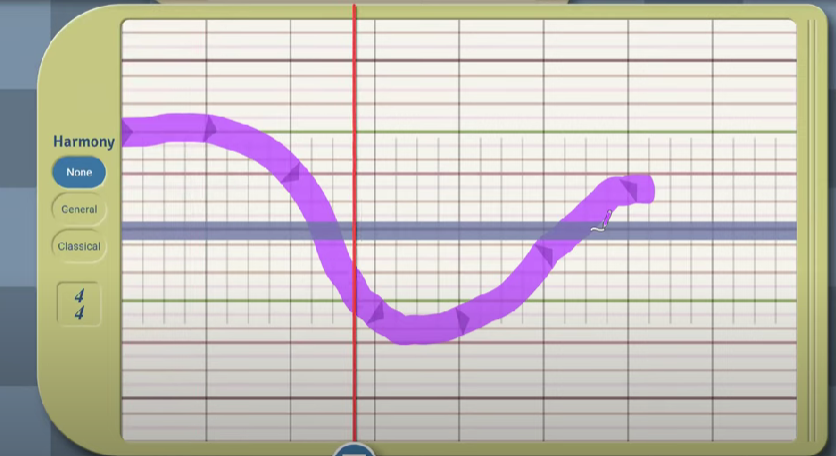 Harmony
None
General
Classical
4
4